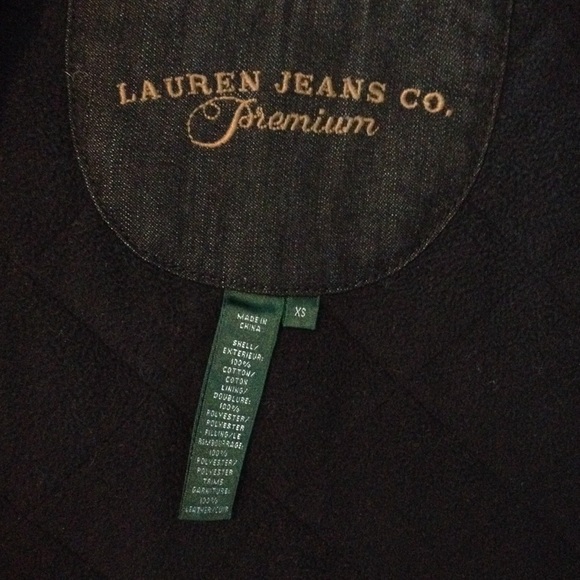 LAUREN JEANS CO.
Premium
XS
MADE IN
CHINA
SHELL/
EXTERIEUR:
100%
COTTON/
COTON
LINING/
DOUBLURE:
100%
POLYESTER/
POLYESTER
FILLING/LE
REMBOURRAGE:
100%
POLYESTER/
POLYESTER
TRIMS
GARNITURE:
100%
LEATHER/CUIR